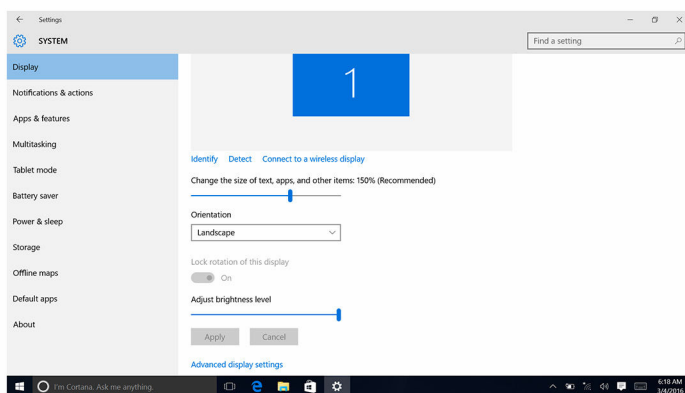 Settings
SYSTEM
Find a setting
Display
Notifications & actions
Apps & features
Multitasking
Tablet mode
Battery saver
Power & sleep
Storage
Offline maps
Default apps
About
1
Identify Detect Connect to a wireless display
Change the size of text, apps, and other items: 150% (Recommended)
Orientation
Landscape
Lock rotation of this display
On
Adjust brightness level
Apply Cancel
Advanced display settings
I'm Cortana. Ask me anything.
6:18 AM
3/4/2016